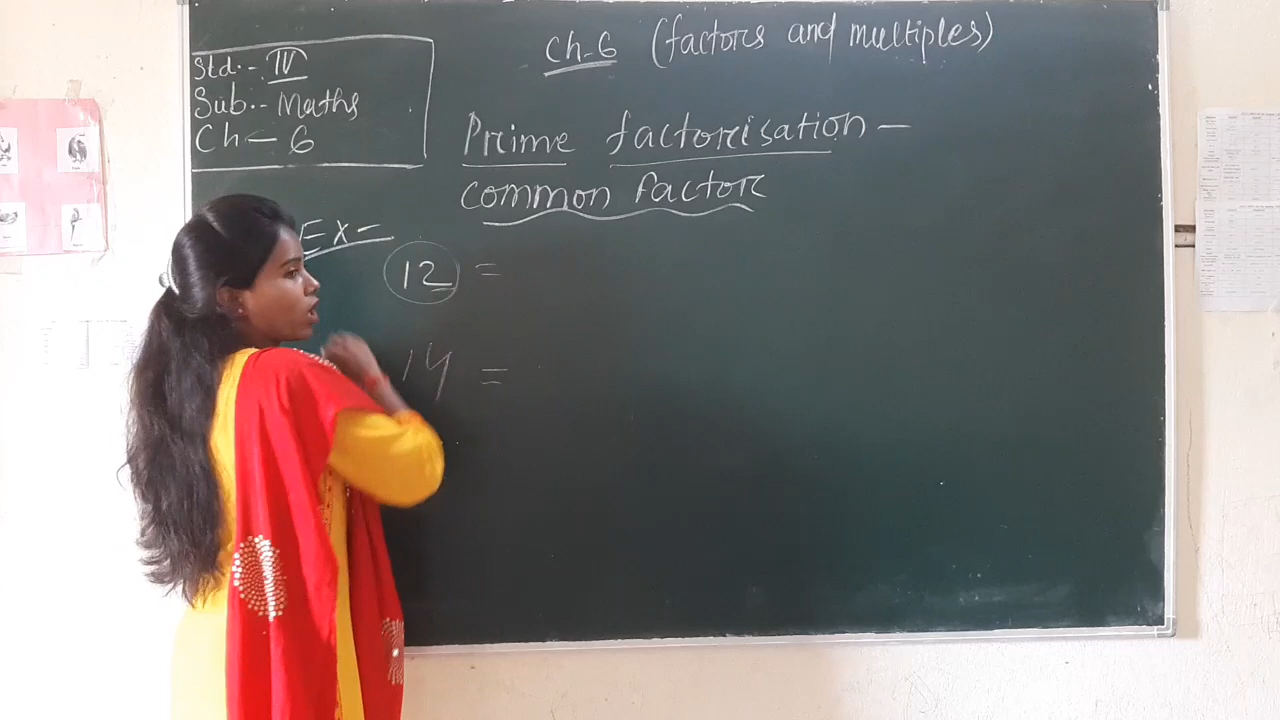 Std.- IV
Sub.- Maths
Ch - 6
Ch-6 (factors and multiples)
Prime factorisation -
common factor
Ex-
12 =
14 =